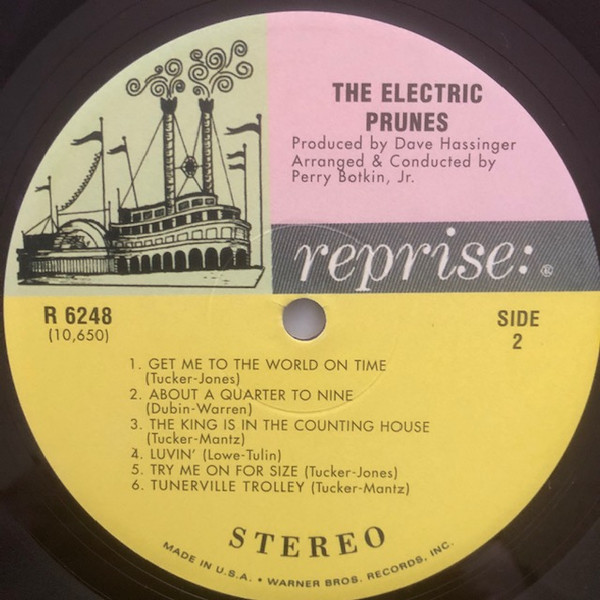 THE ELECTRIC
PRUNES
Produced by Dave Hassinger
Arranged & Conducted by
Perry Botkin, Jr.
reprise: ®
R 6248
(10,650)
SIDE
2
1. GET ME TO THE WORLD ON TIME
(Tucker-Jones)
2. ABOUT A QUARTER TO NINE
(Dubin-Warren)
3. THE KING IS IN THE COUNTING HOUSE
(Tucker-Mantz)
4. LUVIN' (Lowe-Tulin)
5. TRY ME ON FOR SIZE (Tucker-Jones)
6. TUNERVILLE TROLLEY (Tucker-Mantz)
STEREO
MADE IN U.S.A. • WARNER BROS. RECORDS, INC.